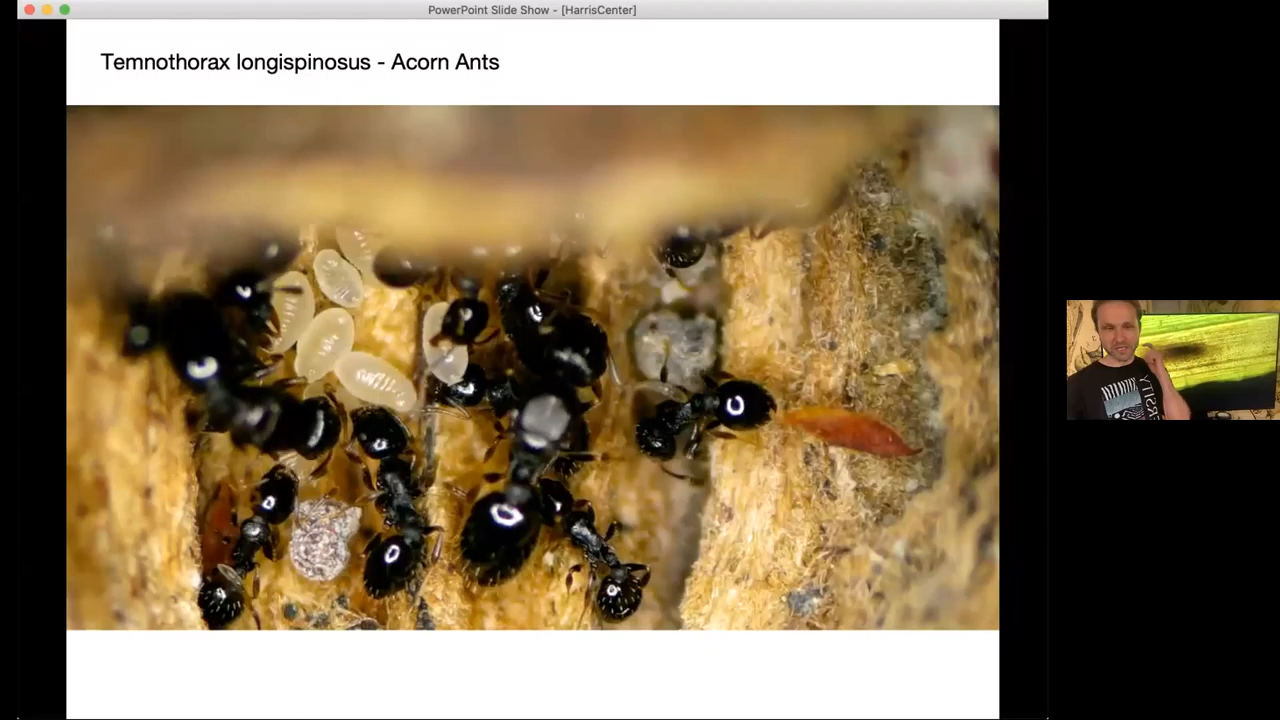 PowerPoint Slide Show - [HarrisCenter]
Temnothorax longispinosus - Acorn Ants